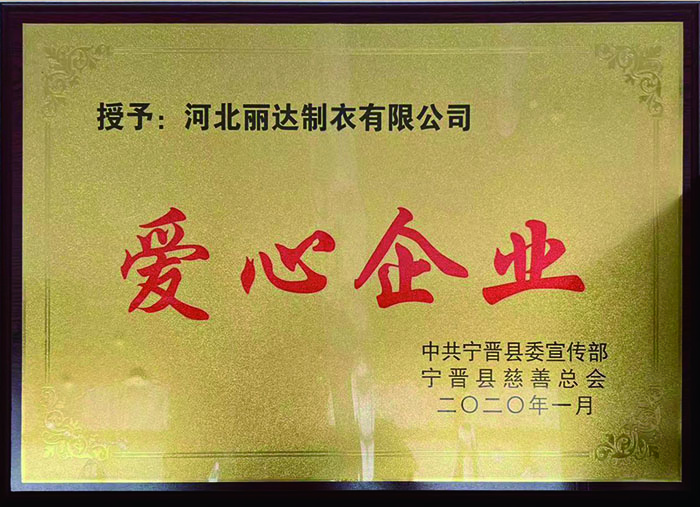 授予：河北丽达制衣有限公司
爱心企业
中共宁晋县委宣传部
宁晋县慈善总会
二〇二〇年一月